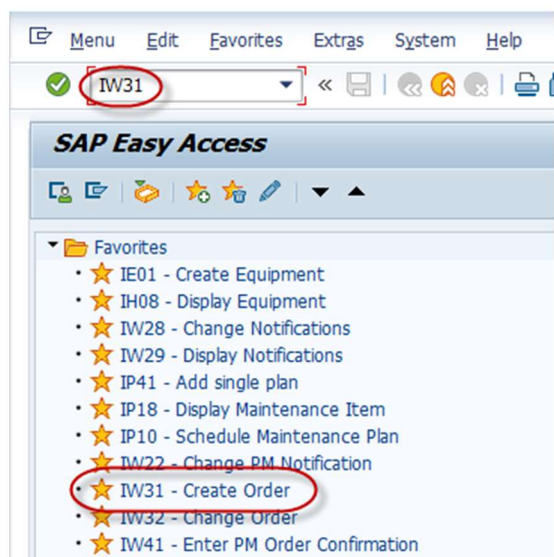 Menu Edit Favorites Extras System Help
IW31
SAP Easy Access
Favorites
IE01 - Create Equipment
IH08 - Display Equipment
IW28 - Change Notifications
IW29 - Display Notifications
IP41 - Add single plan
IP18 - Display Maintenance Item
IP10 - Schedule Maintenance Plan
IW22 - Change PM Notification
IW31 - Create Order
IW32 - Change Order
IW41 - Enter PM Order Confirmation